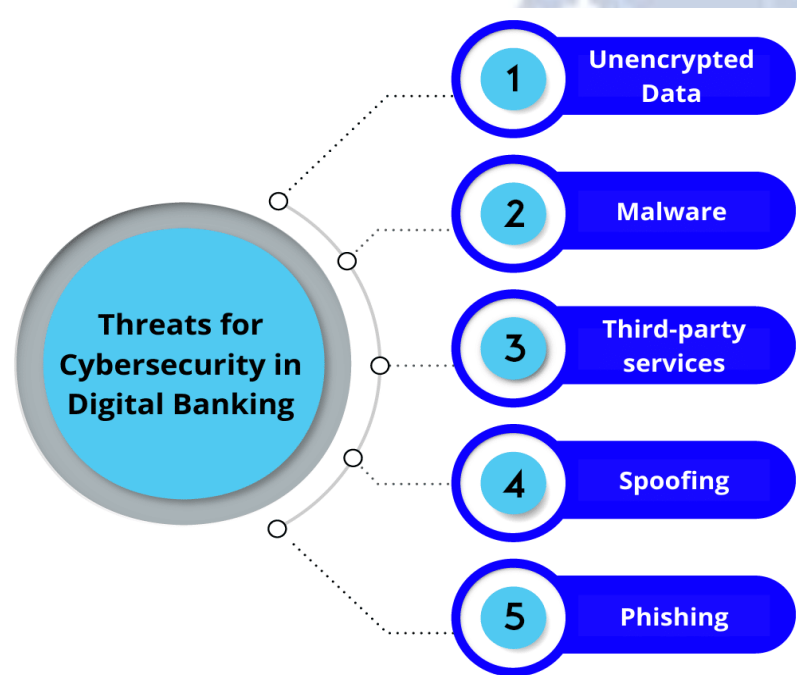 Threats for
Cybersecurity in
Digital Banking
1
Unencrypted
Data
2
Malware
3
Third-party
services
4
Spoofing
5
Phishing